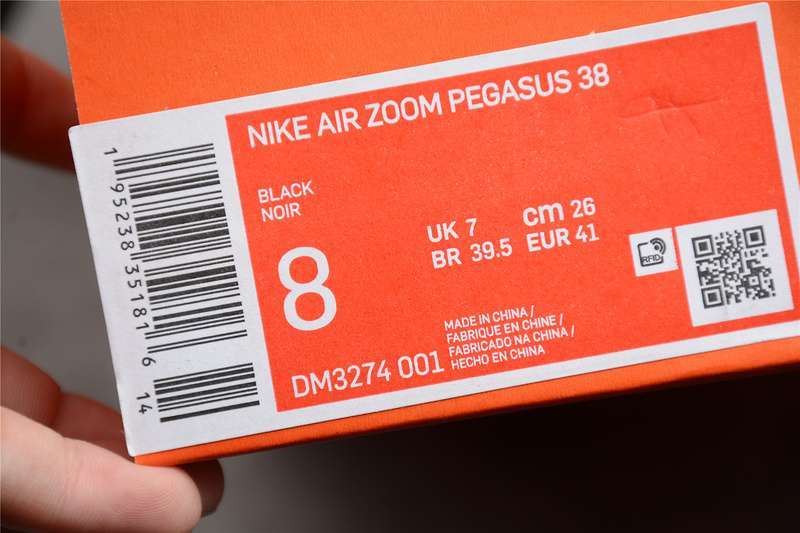 NIKE AIR ZOOM PEGASUS 38
BLACK
NOIR
8
UK 7 cm 26
BR 39.5 EUR 41
RFID
DM3274 001
MADE IN CHINA /
FABRIQUE EN CHINE /
FABRICADO NA CHINA /
HECHO EN CHINA
1 95238 35181 6
14